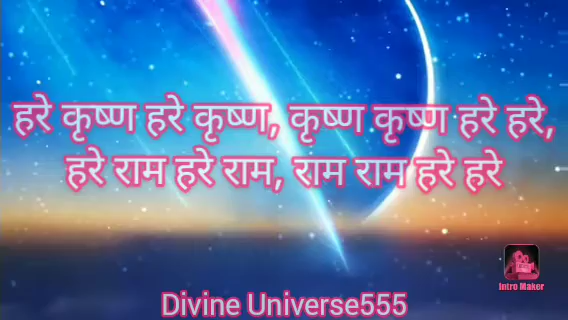 हरे कृष्ण हरे कृष्ण, कृष्ण कृष्ण हरे हरे,
हरे राम हरे राम, राम राम हरे हरे
Intro Maker
Divine Universe555